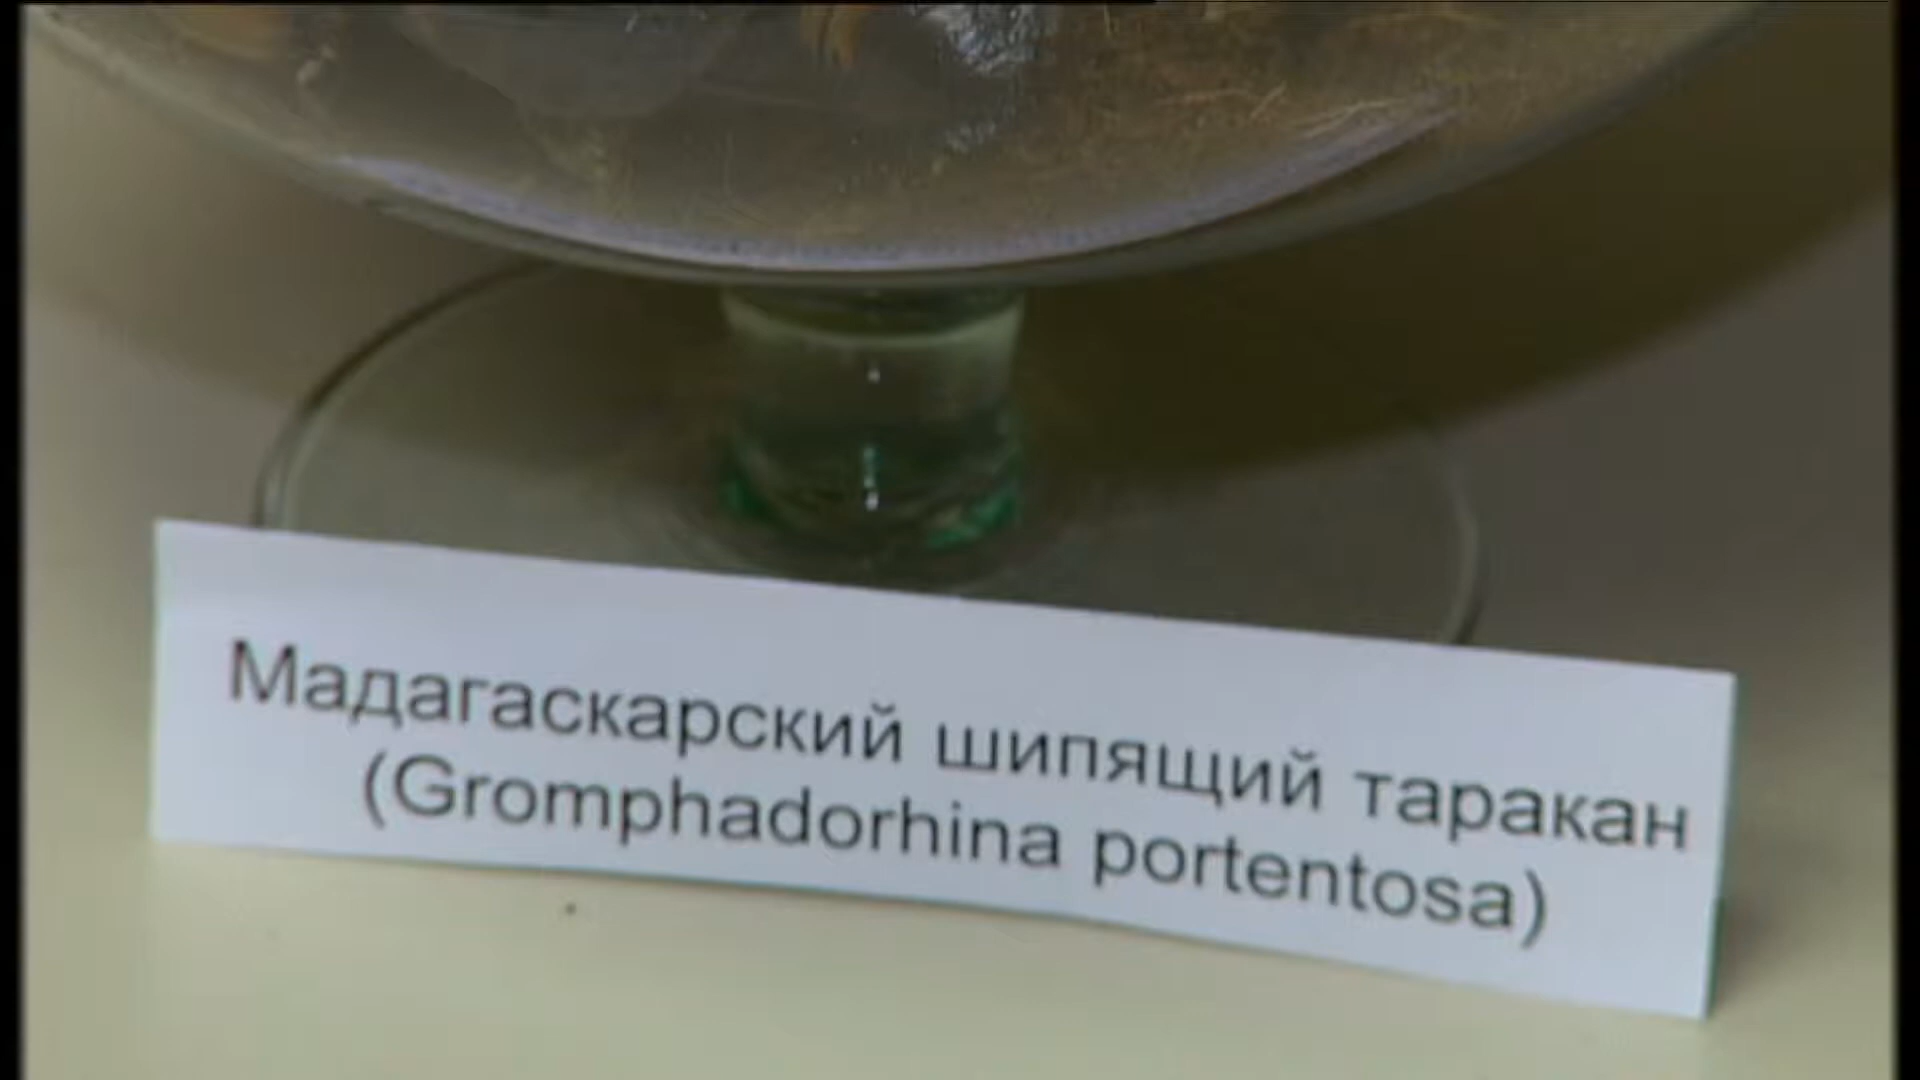 Мадагаскарский шипящий таракан
(Gromphadorhina portentosa)